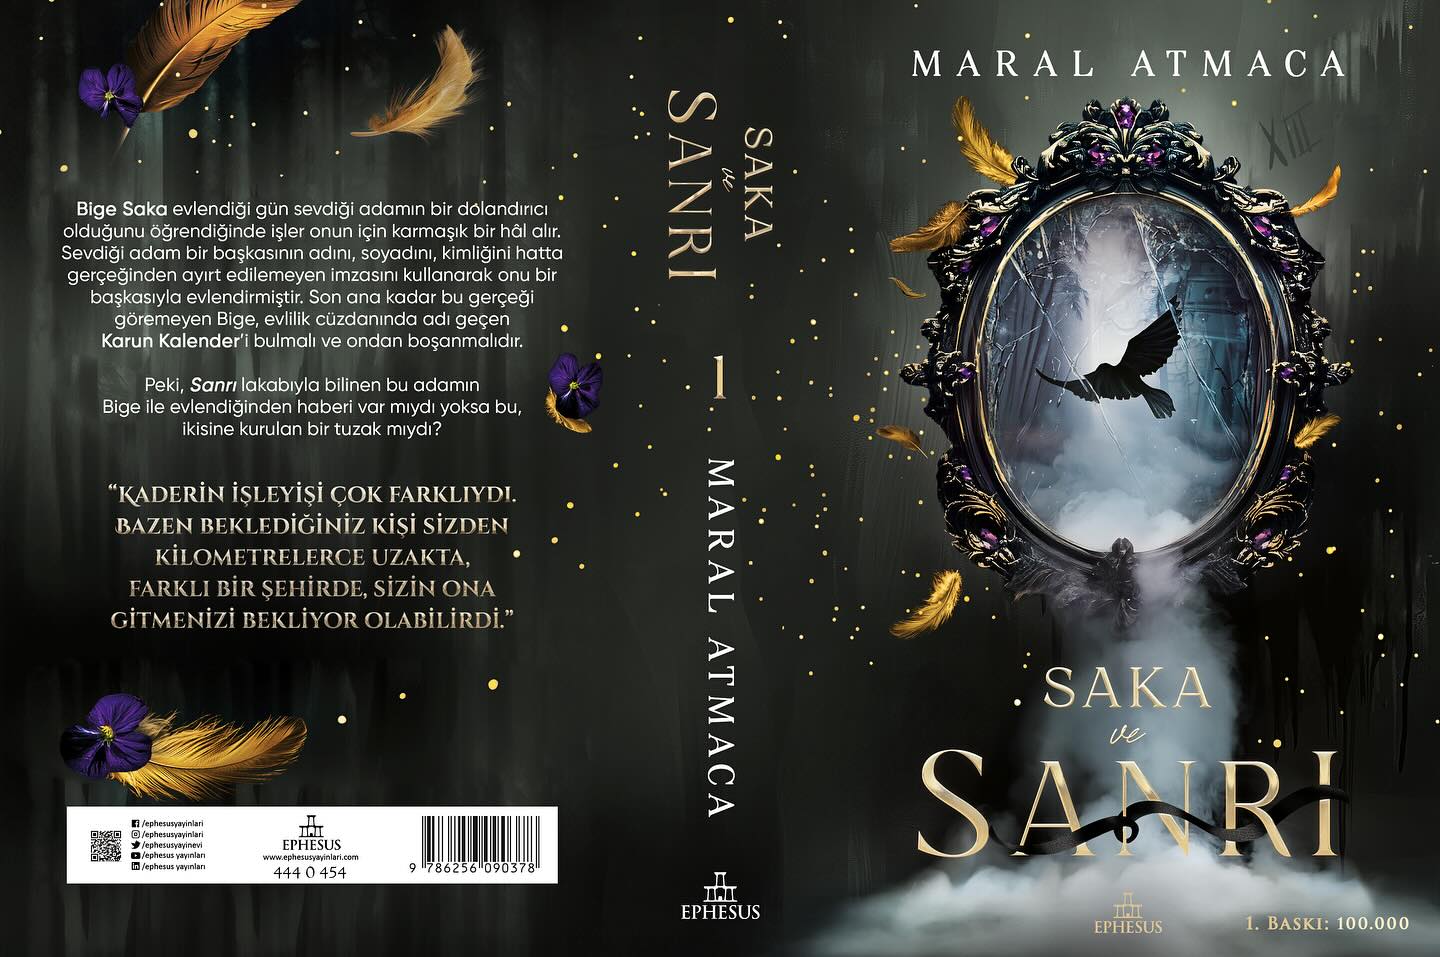 Bige Saka evlendiği gün sevdiği adamın bir dolandırıcı
olduğunu öğrendiğinde işler onun için karmaşık bir hâl alır.
Sevdiği adam bir başkasının adını, soyadını, kimliğini hatta
gerçeğinden ayırt edilemeyen imzasını kullanarak onu bir
başkasıyla evlendirmiştir. Son ana kadar bu gerçeği
göremeyen Bige, evlilik cüzdanında adı geçen
Karun Kalender'i bulmalı ve ondan boşanmalıdır.
Peki, Sanrı lakabıyla bilinen bu adamın
Bige ile evlendiğinden haberi var mıydı yoksa bu,
ikisine kurulan bir tuzak mıydı?
“KADERİN İŞLEYİŞİ ÇOK FARKLIYDI.
BAZEN BEKLEDİĞİNİZ KİŞİ SİZDEN
KİLOMETRELERCE UZAKTA,
FARKLI BİR ŞEHİRDE, SİZİN ONA
GİTMENİZİ BEKLİYOR OLABİLİRDİ.”
/ephesusyayinlari
/ephesusyayinlari
/ephesusyayinevi
/ephesus yayınları
/ephesus yayınları
EPHESUS
www.ephesusyayinlari.com
444 0 454
9 786256 090378
SAKA
ve
SANRI
1
MARAL ATMACA
EPHESUS
MARAL ATMACA
XIII
SAKA
ve
SANRI
EPHESUS
1. BASKI: 100.000